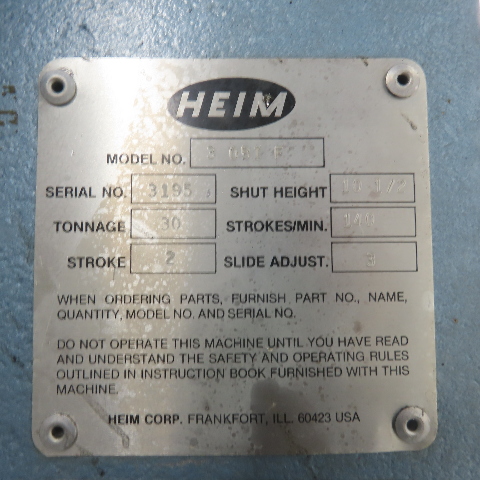 HEIM
MODEL NO.
SERIAL NO. 3195 SHUT HEIGHT
TONNAGE 30 STROKES/MIN.
STROKE 2 SLIDE ADJUST. 3
WHEN ORDERING PARTS, FURNISH PART NO., NAME,
QUANTITY, MODEL NO. AND SERIAL NO.
DO NOT OPERATE THIS MACHINE UNTIL YOU HAVE READ
AND UNDERSTAND THE SAFETY AND OPERATING RULES
OUTLINED IN INSTRUCTION BOOK FURNISHED WITH THIS
MACHINE.
HEIM CORP. FRANKFORT, ILL. 60423 USA